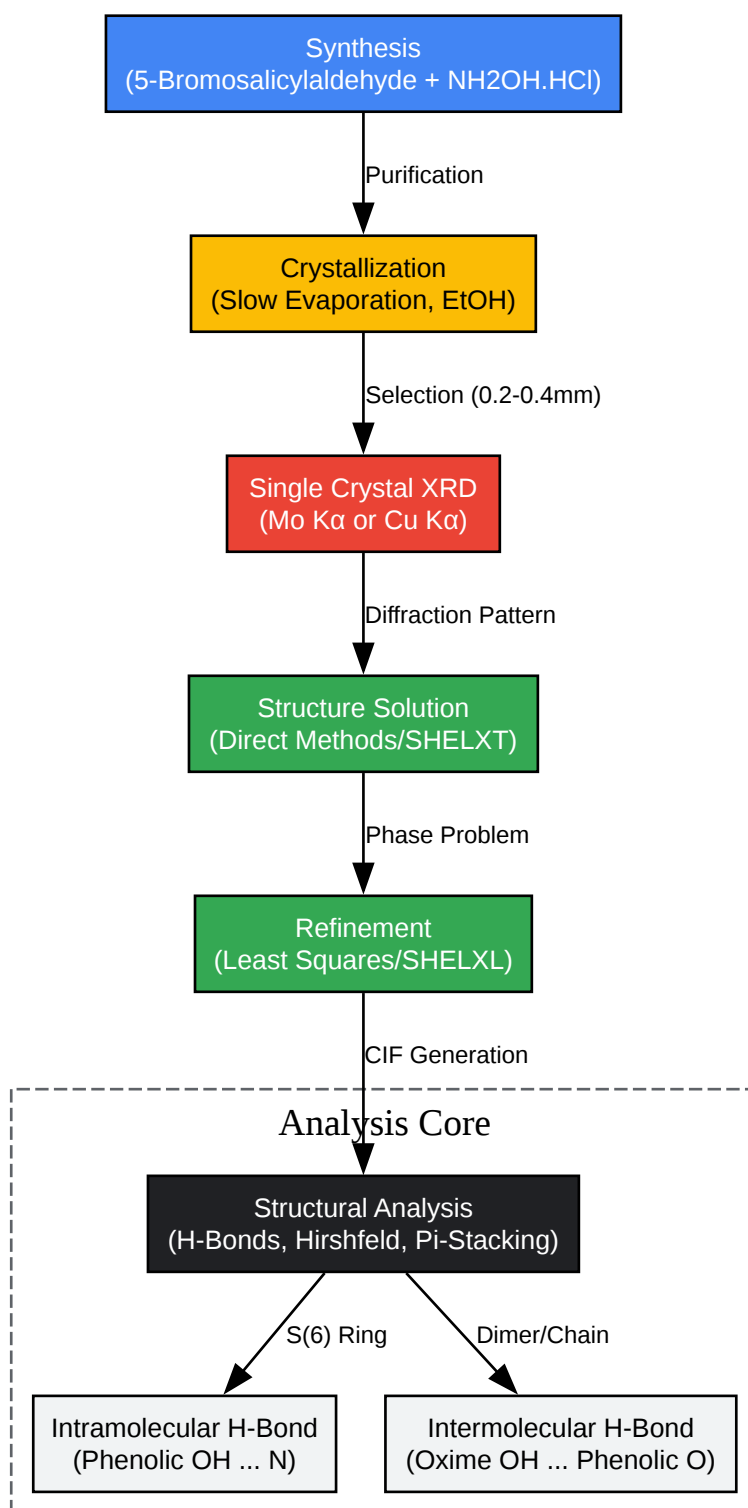 Synthesis
(5-Bromosalicylaldehyde + NH2OH.HCl)
Purification
Crystallization
(Slow Evaporation, EtOH)
Selection (0.2-0.4mm)
Single Crystal XRD
(Mo Kα or Cu Kα)
Diffraction Pattern
Structure Solution
(Direct Methods/SHELXT)
Phase Problem
Refinement
(Least Squares/SHELXL)
CIF Generation
Analysis Core
Structural Analysis
(H-Bonds, Hirshfeld, Pi-Stacking)
S(6) Ring
Dimer/Chain
Intramolecular H-Bond
(Phenolic OH ... N)
Intermolecular H-Bond
(Oxime OH ... Phenolic O)